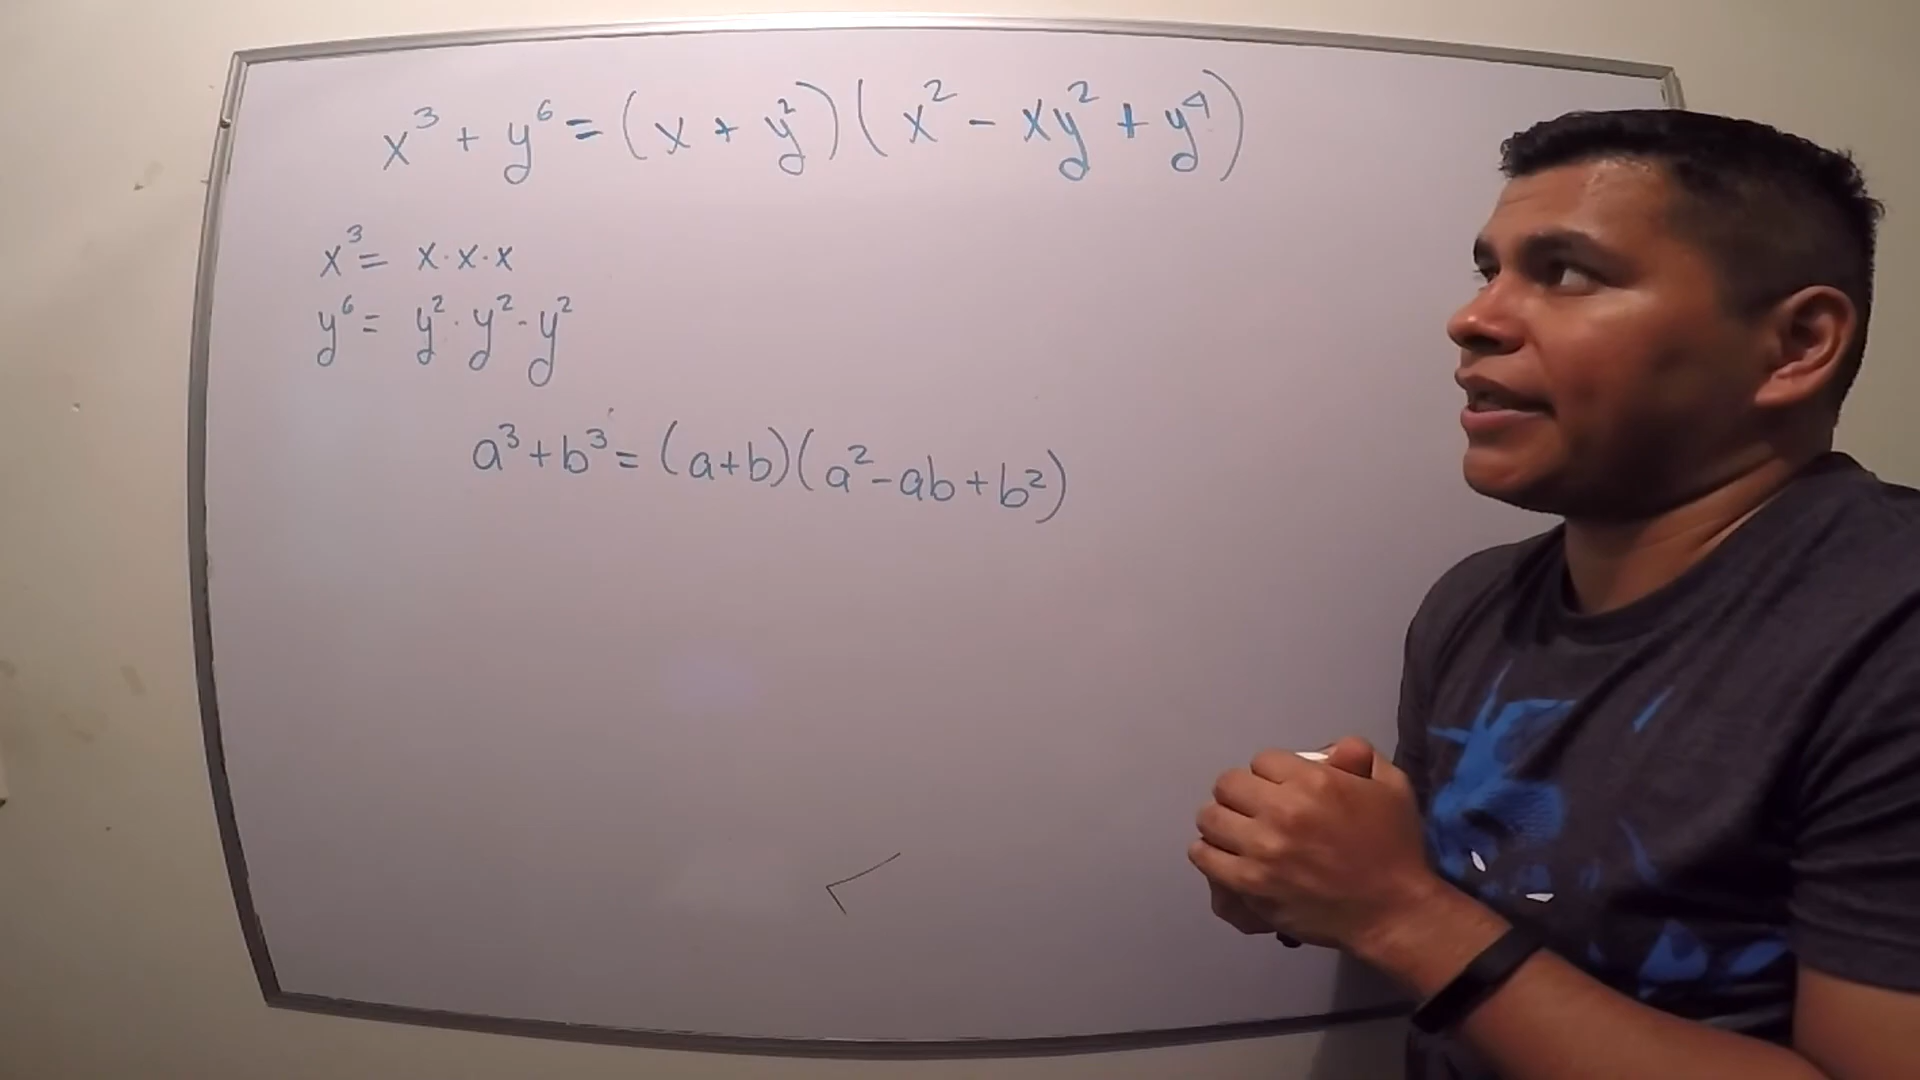 x³ + y⁶ = (x + y²)(x² - xy² + y⁴)
x³ = x·x·x
y⁶ = y²·y²·y²
a³ + b³ = (a+b)(a² - ab + b²)